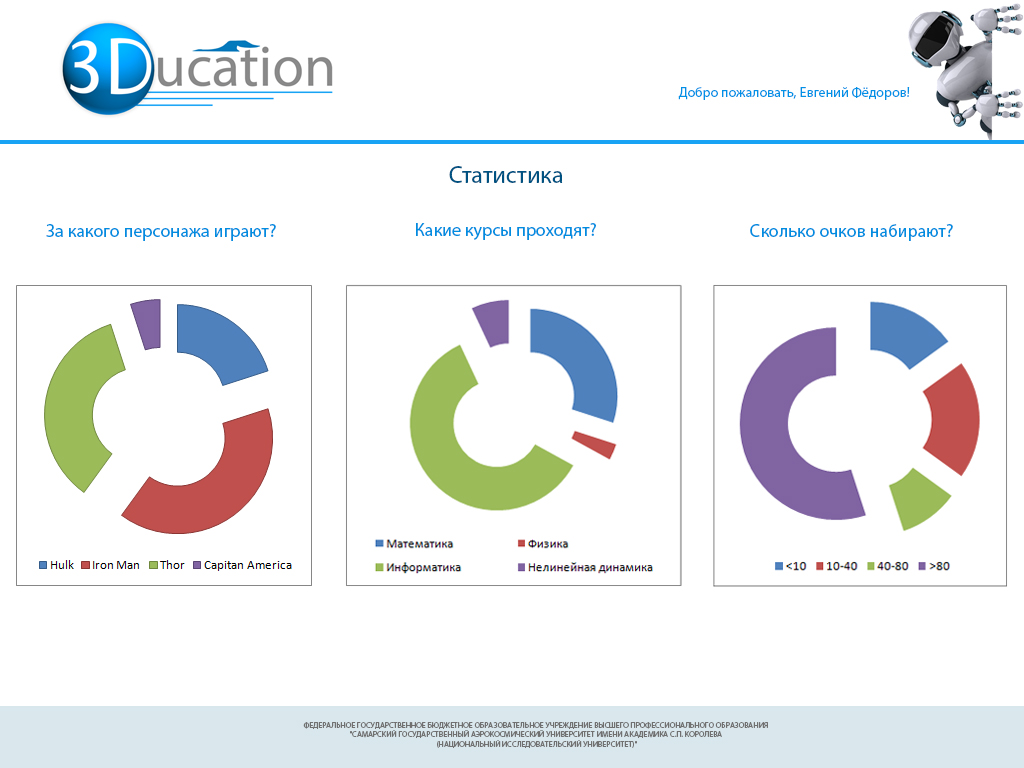 3Ducation
Добро пожаловать, Евгений Фёдоров!
Статистика
За какого персонажа играют?
Какие курсы проходят?
Сколько очков набирают?
Hulk Iron Man Thor Capitan America
Математика Физика
Информатика Нелинейная динамика
<10 10-40 40-80 >80
ФЕДЕРАЛЬНОЕ ГОСУДАРСТВЕННОЕ БЮДЖЕТНОЕ ОБРАЗОВАТЕЛЬНОЕ УЧРЕЖДЕНИЕ ВЫСШЕГО ПРОФЕССИОНАЛЬНОГО ОБРАЗОВАНИЯ
"САМАРСКИЙ ГОСУДАРСТВЕННЫЙ АЭРОКОСМИЧЕСКИЙ УНИВЕРСИТЕТ ИМЕНИ АКАДЕМИКА С.П. КОРОЛЕВА
(НАЦИОНАЛЬНЫЙ ИССЛЕДОВАТЕЛЬСКИЙ УНИВЕРСИТЕТ)"